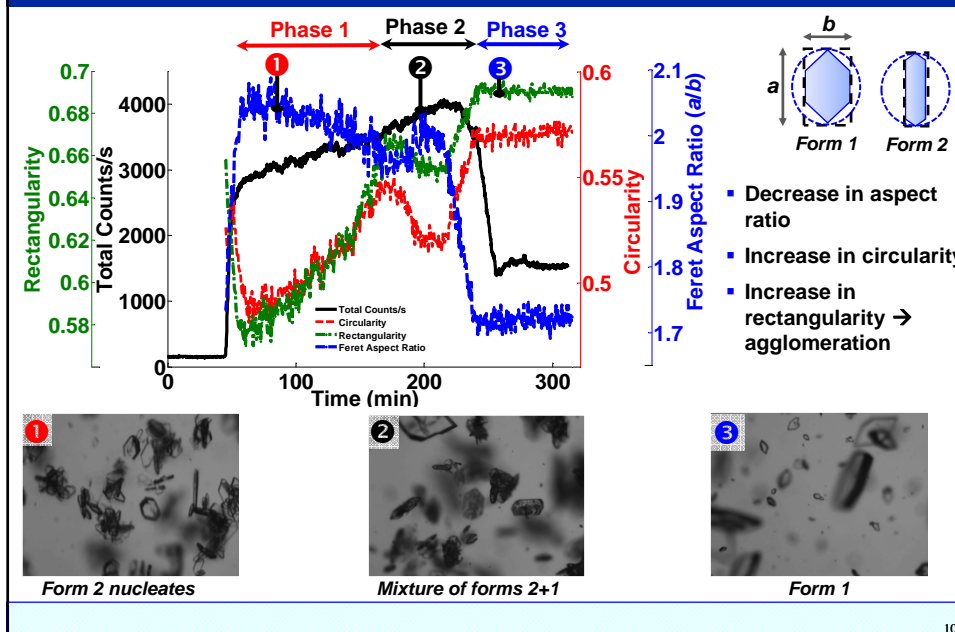 Phase 1 Phase 2 Phase 3
1 2 3
0.7 4000 0.6 2.1
0.68 2
0.66 3000 0.55 1.9
0.64
2000
0.62 1.8
0.6 1000 0.5
0.58 1.7
0
0 100 200 300
Rectangularity
Total Counts/s
Circularity
Feret Aspect Ratio (a/b)
Time (min)
Total Counts/s
Circularity
Rectangularity
Feret Aspect Ratio
b
a
Form 1 Form 2
▪ Decrease in aspect
ratio
▪ Increase in circularity
▪ Increase in
rectangularity →
agglomeration
1
Form 2 nucleates
2
Mixture of forms 2+1
3
Form 1
10